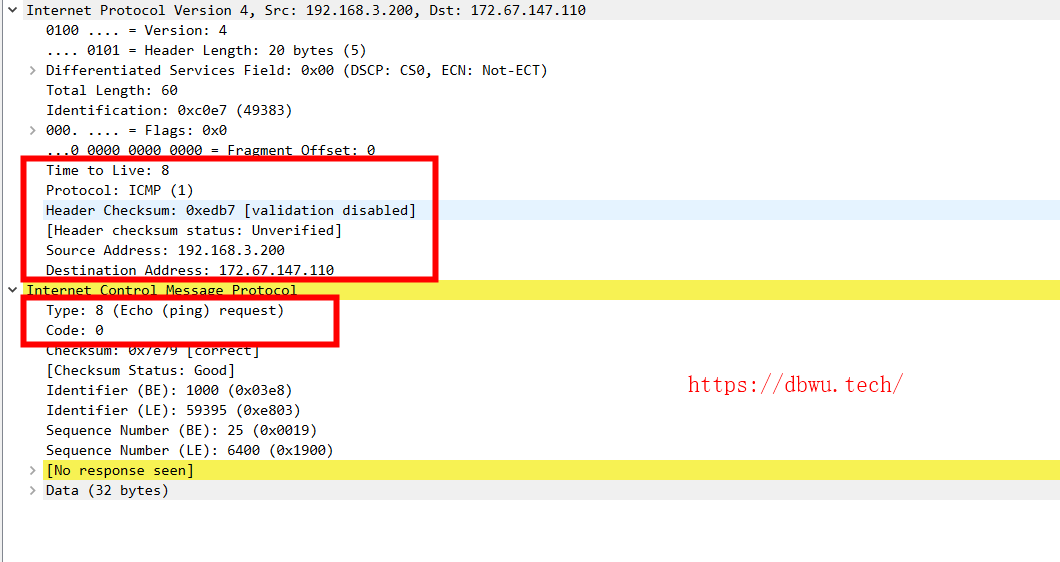 Internet Protocol Version 4, Src: 192.168.3.200, Dst: 172.67.147.110
0100 .... = Version: 4
.... 0101 = Header Length: 20 bytes (5)
Differentiated Services Field: 0x00 (DSCP: CS0, ECN: Not-ECT)
Total Length: 60
Identification: 0xc0e7 (49383)
000. .... = Flags: 0x0
...0 0000 0000 0000 = Fragment Offset: 0
Time to Live: 8
Protocol: ICMP (1)
Header Checksum: 0xedb7 [validation disabled]
[Header checksum status: Unverified]
Source Address: 192.168.3.200
Destination Address: 172.67.147.110
Internet Control Message Protocol
Type: 8 (Echo (ping) request)
Code: 0
Checksum: 0x7e79 [correct]
[Checksum Status: Good]
Identifier (BE): 1000 (0x03e8)
Identifier (LE): 59395 (0xe803)
Sequence Number (BE): 25 (0x0019)
Sequence Number (LE): 6400 (0x1900)
[No response seen]
Data (32 bytes)
https://dbwu.tech/